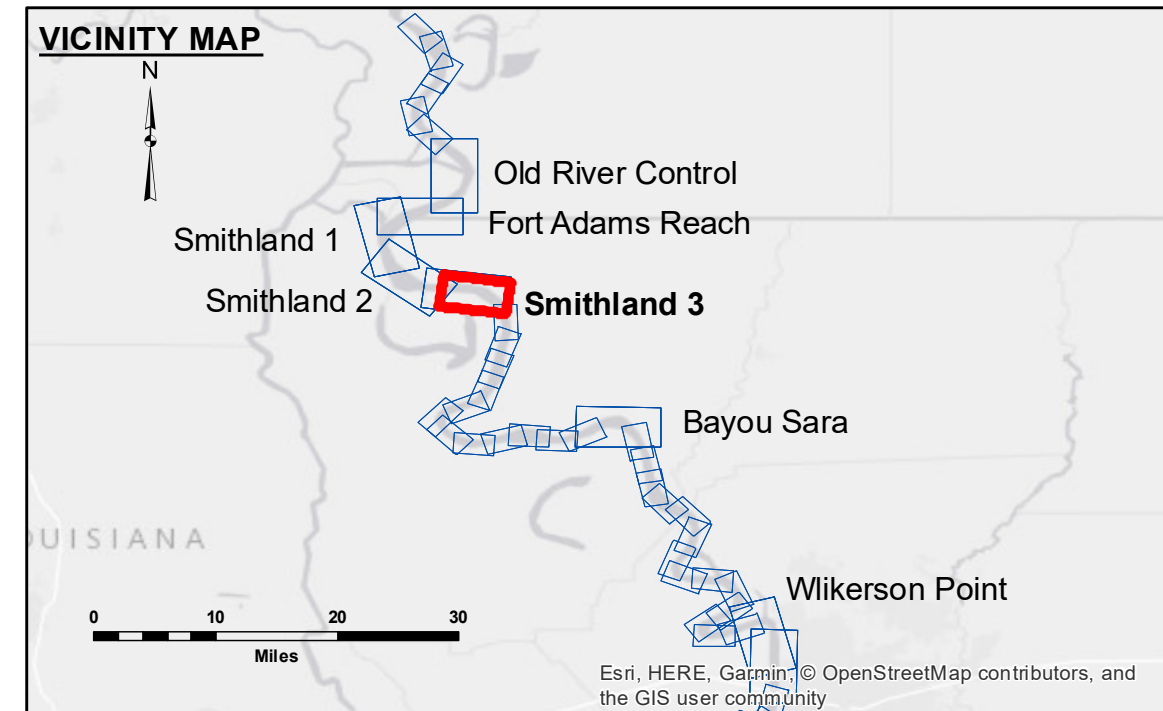 VICINITY MAP
N
Old River Control
Fort Adams Reach
Smithland 1
Smithland 2
Smithland 3
Bayou Sara
OUISIANA
Wlikerson Point
0 10 20 30
Miles
Esri, HERE, Garmin, © OpenStreetMap contributors, and
the GIS user community